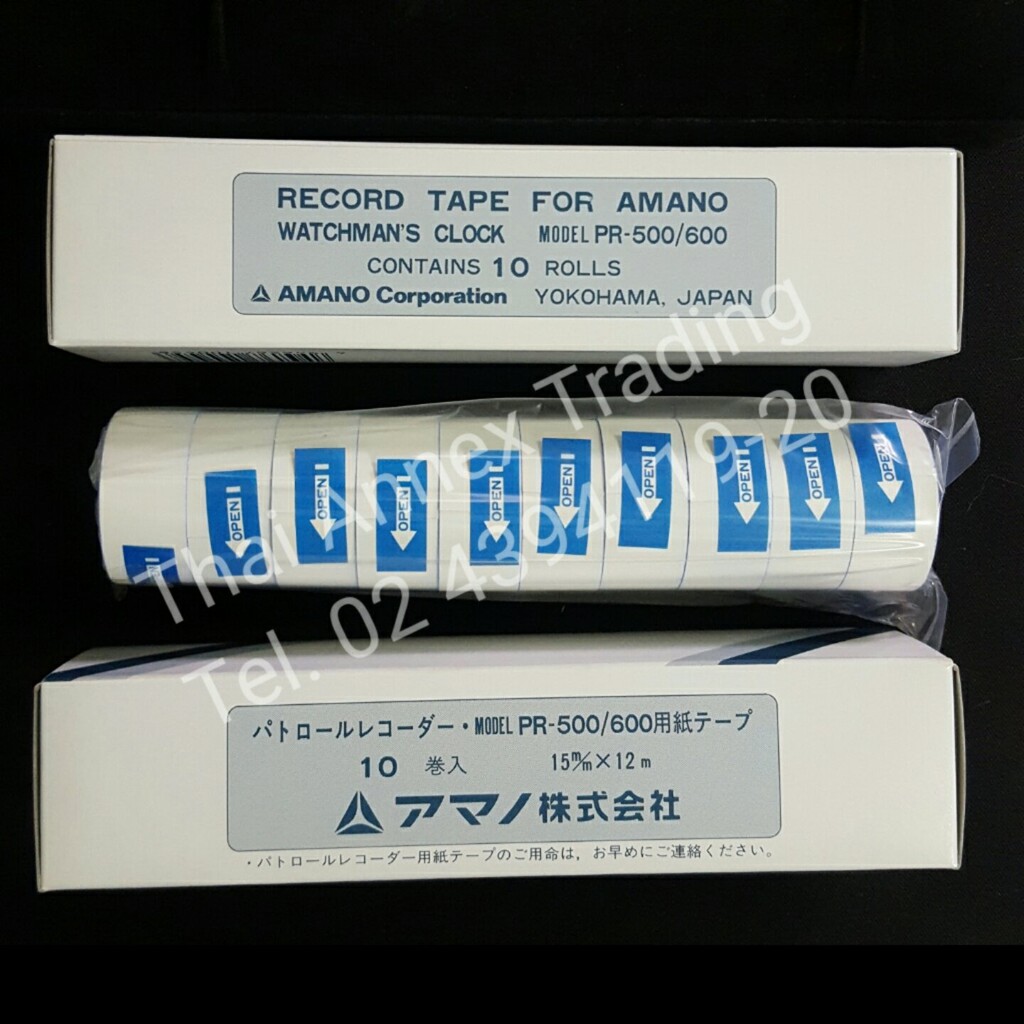 RECORD TAPE FOR AMANO
WATCHMAN'S CLOCK MODEL PR-500/600
CONTAINS 10 ROLLS
AMANO Corporation YOKOHAMA, JAPAN
OPEN
OPEN
OPEN
OPEN
OPEN
OPEN
OPEN
OPEN
OPEN
OPEN
Thai Annex Trading
Tel. 02 4394119-20
パトロールレコーダー・MODEL PR-500/600用紙テープ
10 巻入 15m/m×12m
アマノ株式会社
・パトロールレコーダー用紙テープのご用命は，お早めにご連絡ください。